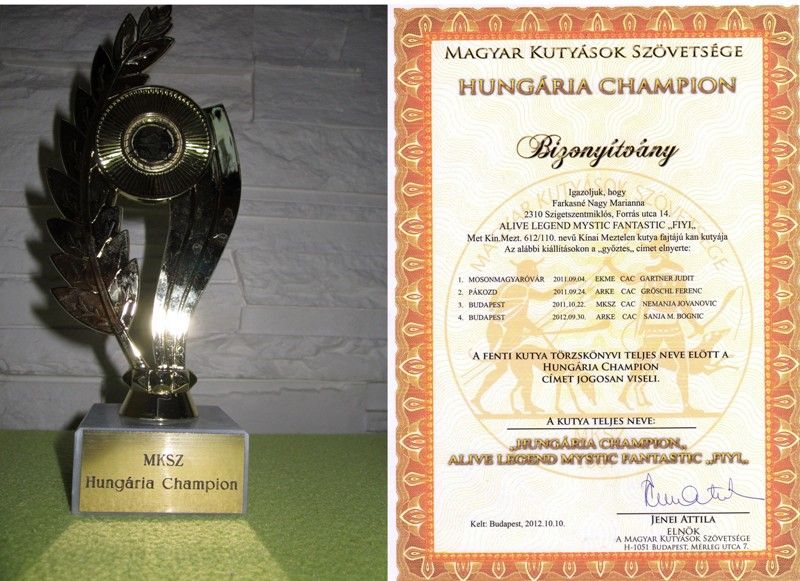 MKSZ
Hungária Champion
MAGYAR KUTYÁSOK SZÖVETSÉGE
HUNGÁRIA CHAMPION
Bizonyítvány
Igazoljuk, hogy
Farkasné Nagy Marianna
2310 Szigetszentmiklós, Forrás utca 14.
ALIVE LEGEND MYSTIC FANTASTIC „FIYI„
Met Kin.Mezt. 612/110. nevű Kínai Meztelen kutya fajtájú kan kutyája
Az alábbi kiállításokon a „győztes„ címet elnyerte:
1. MOSONMAGYARÓVÁR 2011.09.04. EKME CAC GARTNER JUDIT
2. PÁKOZD 2011.09.24. ARKE CAC GRÖSCHL FERENC
3. BUDAPEST 2011.10.22. MKSZ CAC NEMANJA JOVANOVIC
4. BUDAPEST 2012.09.30. ARKE CAC SANJA M. BOGNIC
A FENTI KUTYA TÖRZSKÖNYVI TELJES NEVE ELŐTT A
HUNGÁRIA CHAMPION
CÍMET JOGOSAN VISELI.
A KUTYA TELJES NEVE:
„HUNGÁRIA CHAMPION„
ALIVE LEGEND MYSTIC FANTASTIC „FIYI„
Kelt: Budapest, 2012.10.10.
JENEI ATTILA
ELNÖK
A MAGYAR KUTYÁSOK SZÖVETSÉGE
H-1051 BUDAPEST, MÉRLEG UTCA 7.